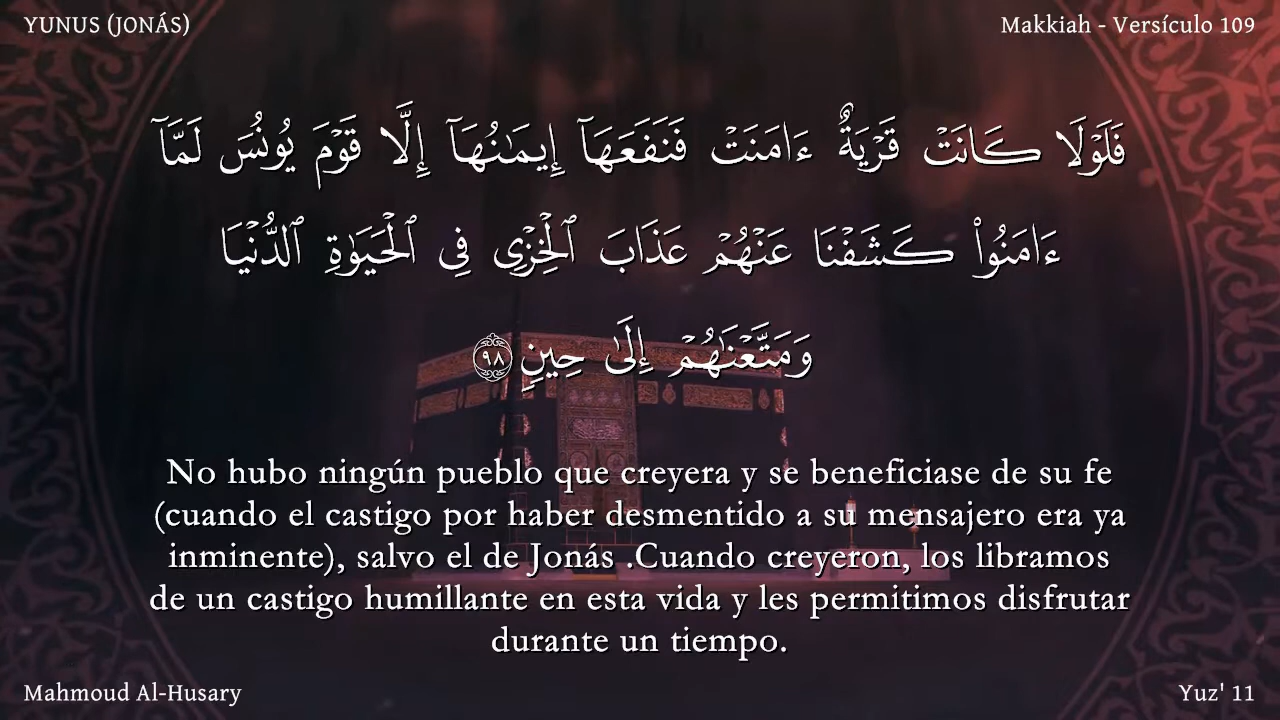 YUNUS (JONÁS)
Makkiah - Versículo 109
فَلَوْلَا كَانَتْ قَرْيَةٌ ءَامَنَتْ فَنَفَعَهَآ إِيمَـٰنُهَآ إِلَّا قَوْمَ يُونُسَ لَمَّآ
ءَامَنُوا۟ كَشَفْنَا عَنْهُمْ عَذَابَ ٱلْخِزْىِ فِى ٱلْحَيَوٰةِ ٱلدُّنْيَا
وَمَتَّعْنَـٰهُمْ إِلَىٰ حِينٍ ٩٨
No hubo ningún pueblo que creyera y se beneficiase de su fe
(cuando el castigo por haber desmentido a su mensajero era ya
inminente), salvo el de Jonás .Cuando creyeron, los libramos
de un castigo humillante en esta vida y les permitimos disfrutar
durante un tiempo.
Mahmoud Al-Husary
Yuz' 11